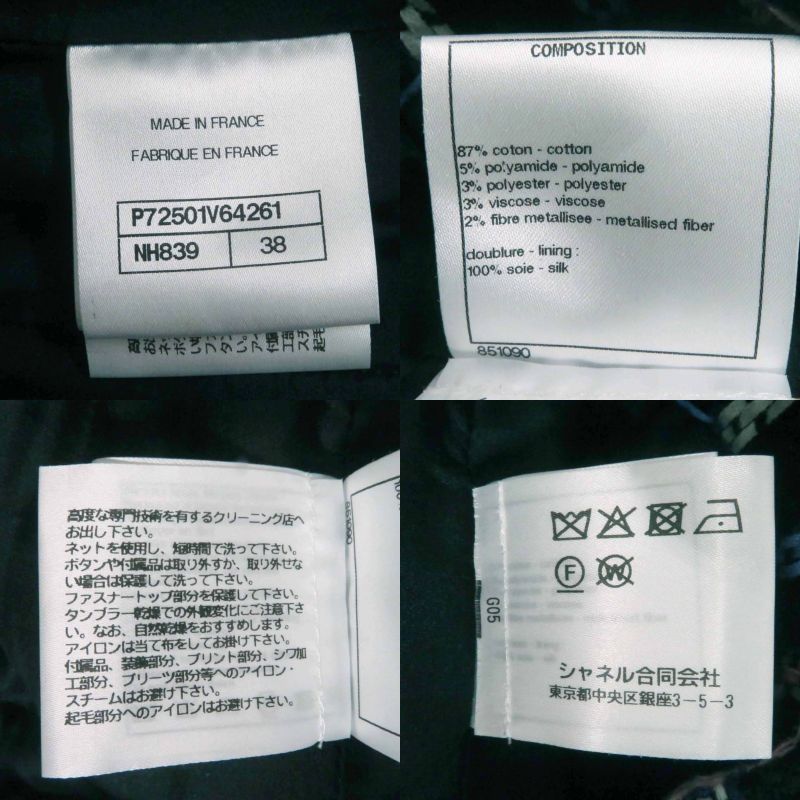 MADE IN FRANCE
FABRIQUE EN FRANCE
P72501V64261
NH839 38
COMPOSITION
87% coton - cotton
5% polyamide - polyamide
3% polyester - polyester
3% viscose - viscose
2% fibre metallisee - metallised fiber
doublure - lining :
100% soie - silk
851090
高度な専門技術を有するクリーニング店へ
お出し下さい。
ネットを使用し、短時間で洗って下さい。
ボタンや付属品は取り外すか、取り外せな
い場合は保護して洗って下さい。
ファスナートップ部分を保護して下さい。
タンブラー乾燥での外観変化にご注意下さ
い。なお、自然乾燥をおすすめします。
アイロンは当て布をしてお掛け下さい。
付属品、装飾部分、プリント部分、シワ加
工部分、プリーツ部分等へのアイロン・
スチームはお避け下さい。
起毛部分へのアイロンはお避け下さい。
851090
F W
G05
シャネル合同会社
東京都中央区銀座3-5-3